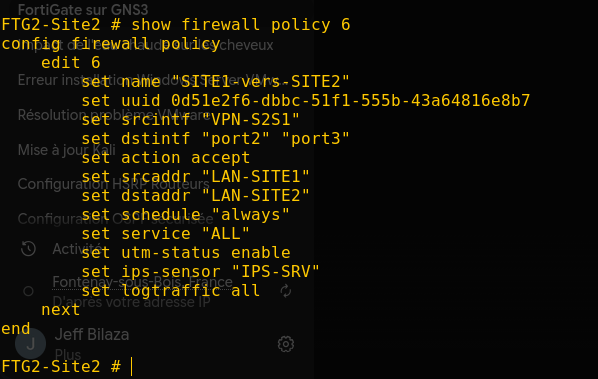 FortiGate sur GNS3
FTG2-Site2 # show firewall policy 6
config firewall policy
    edit 6
        set name "SITE1-vers-SITE2"
        set uuid 0d51e2f6-dbbc-51f1-555b-43a64816e8b7
        set srcintf "VPN-S2S1"
        set dstintf "port2" "port3"
        set action accept
        set srcaddr "LAN-SITE1"
        set dstaddr "LAN-SITE2"
        set schedule "always"
        set service "ALL"
        set utm-status enable
        set ips-sensor "IPS-SRV"
        set logtraffic all
    next
end
FTG2-Site2 #
Erreur installation Windows
Résolution problème VMware
Mise à jour Kali
Configuration HSRP Routeurs
Activité
Fontenay-sous-Bois, France
D'après votre adresse IP
J
Jeff Bilaza
Plus